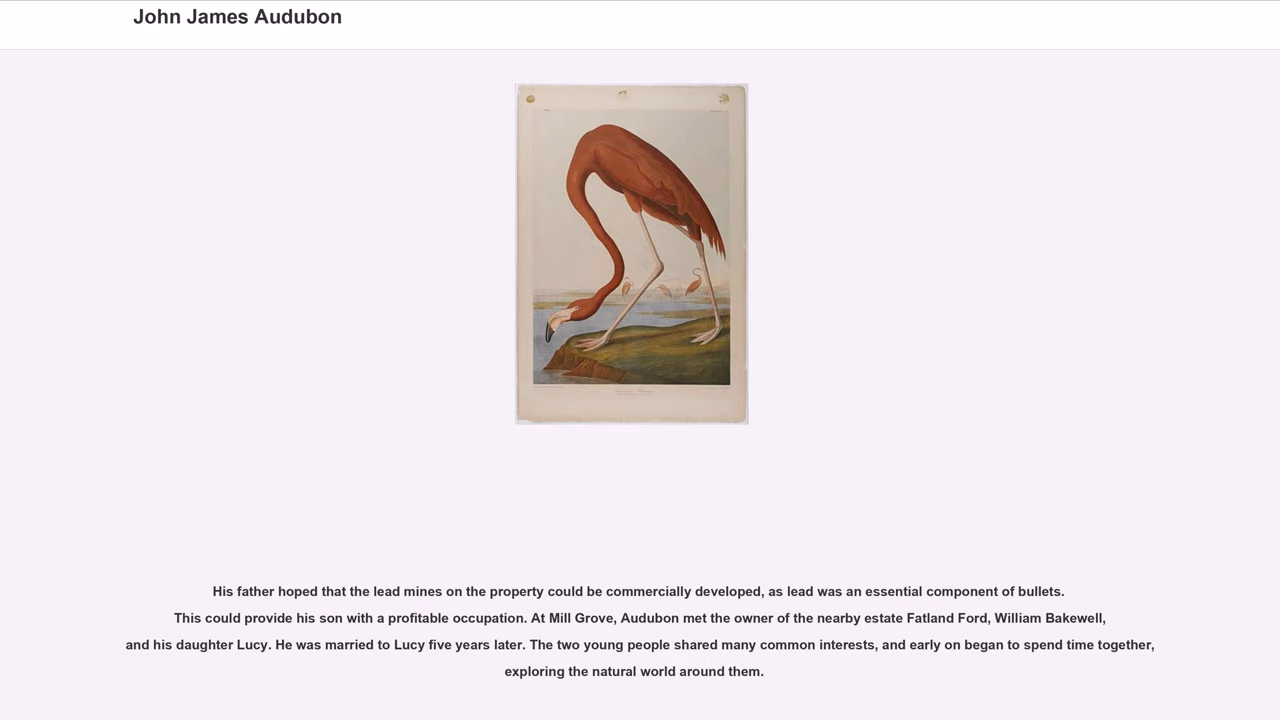 John James Audubon
His father hoped that the lead mines on the property could be commercially developed, as lead was an essential component of bullets.
This could provide his son with a profitable occupation. At Mill Grove, Audubon met the owner of the nearby estate Fatland Ford, William Bakewell,
and his daughter Lucy. He was married to Lucy five years later. The two young people shared many common interests, and early on began to spend time together,
exploring the natural world around them.